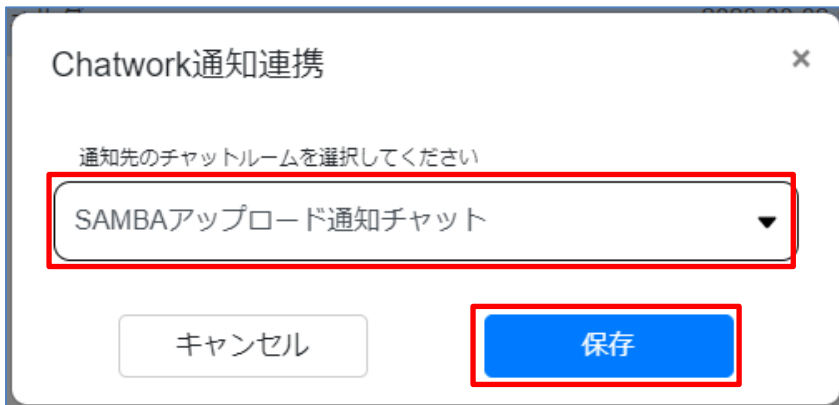 Chatwork通知連携
×
通知先のチャットルームを選択してください
SAMBAアップロード通知チャット
キャンセル
保存